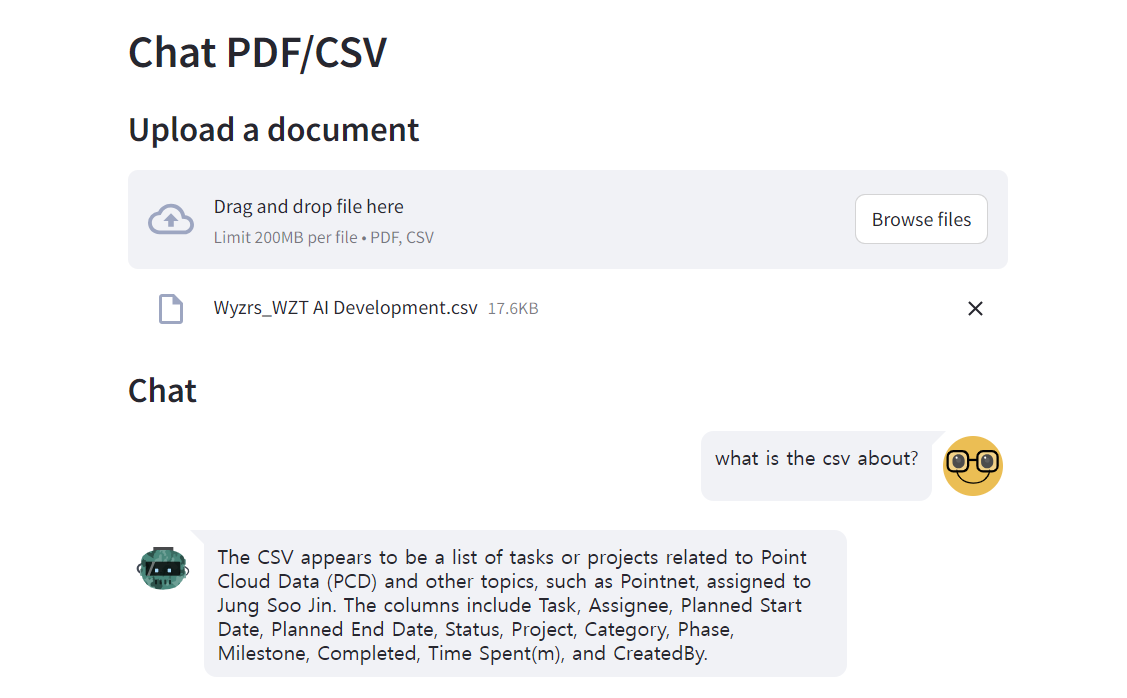 Chat PDF/CSV
Upload a document
Drag and drop file here
Limit 200MB per file • PDF, CSV
Browse files
Wyzrs_WZT AI Development.csv 17.6KB
Chat
what is the csv about?
The CSV appears to be a list of tasks or projects related to Point
Cloud Data (PCD) and other topics, such as Pointnet, assigned to
Jung Soo Jin. The columns include Task, Assignee, Planned Start
Date, Planned End Date, Status, Project, Category, Phase,
Milestone, Completed, Time Spent(m), and CreatedBy.